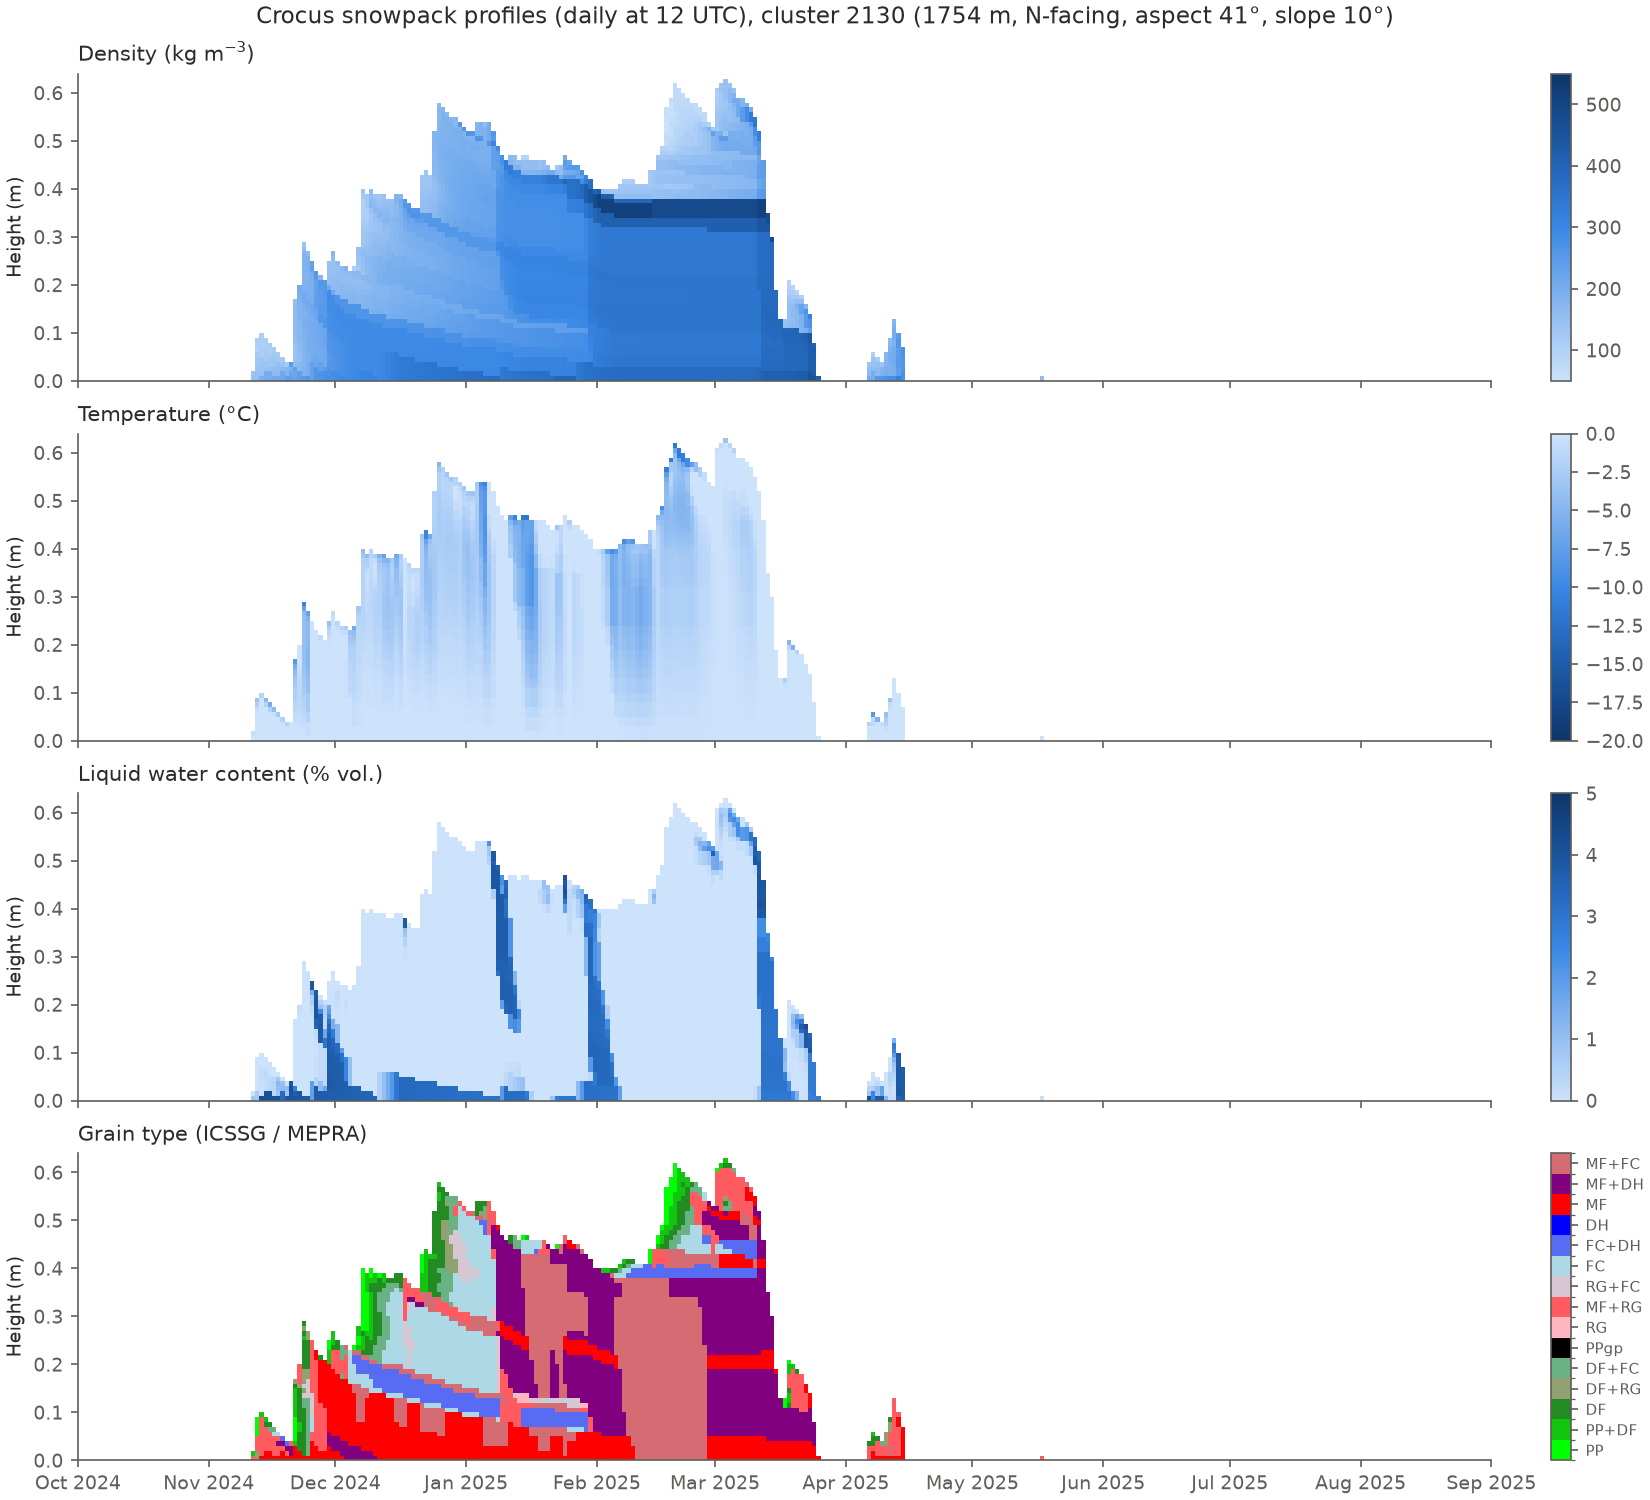 Crocus snowpack profiles (daily at 12 UTC), cluster 2130 (1754 m, N-facing, aspect 41°, slope 10°)
Density (kg m⁻³)
Height (m)
0.6
0.5
0.4
0.3
0.2
0.1
0.0
500
400
300
200
100
Temperature (°C)
Height (m)
0.6
0.5
0.4
0.3
0.2
0.1
0.0
0.0
−2.5
−5.0
−7.5
−10.0
−12.5
−15.0
−17.5
−20.0
Liquid water content (% vol.)
Height (m)
0.6
0.5
0.4
0.3
0.2
0.1
0.0
5
4
3
2
1
0
Grain type (ICSSG / MEPRA)
Height (m)
0.6
0.5
0.4
0.3
0.2
0.1
0.0
MF+FC
MF+DH
MF
DH
FC+DH
FC
RG+FC
MF+RG
RG
PPgp
DF+FC
DF+RG
DF
PP+DF
PP
Oct 2024 Nov 2024 Dec 2024 Jan 2025 Feb 2025 Mar 2025 Apr 2025 May 2025 Jun 2025 Jul 2025 Aug 2025 Sep 2025